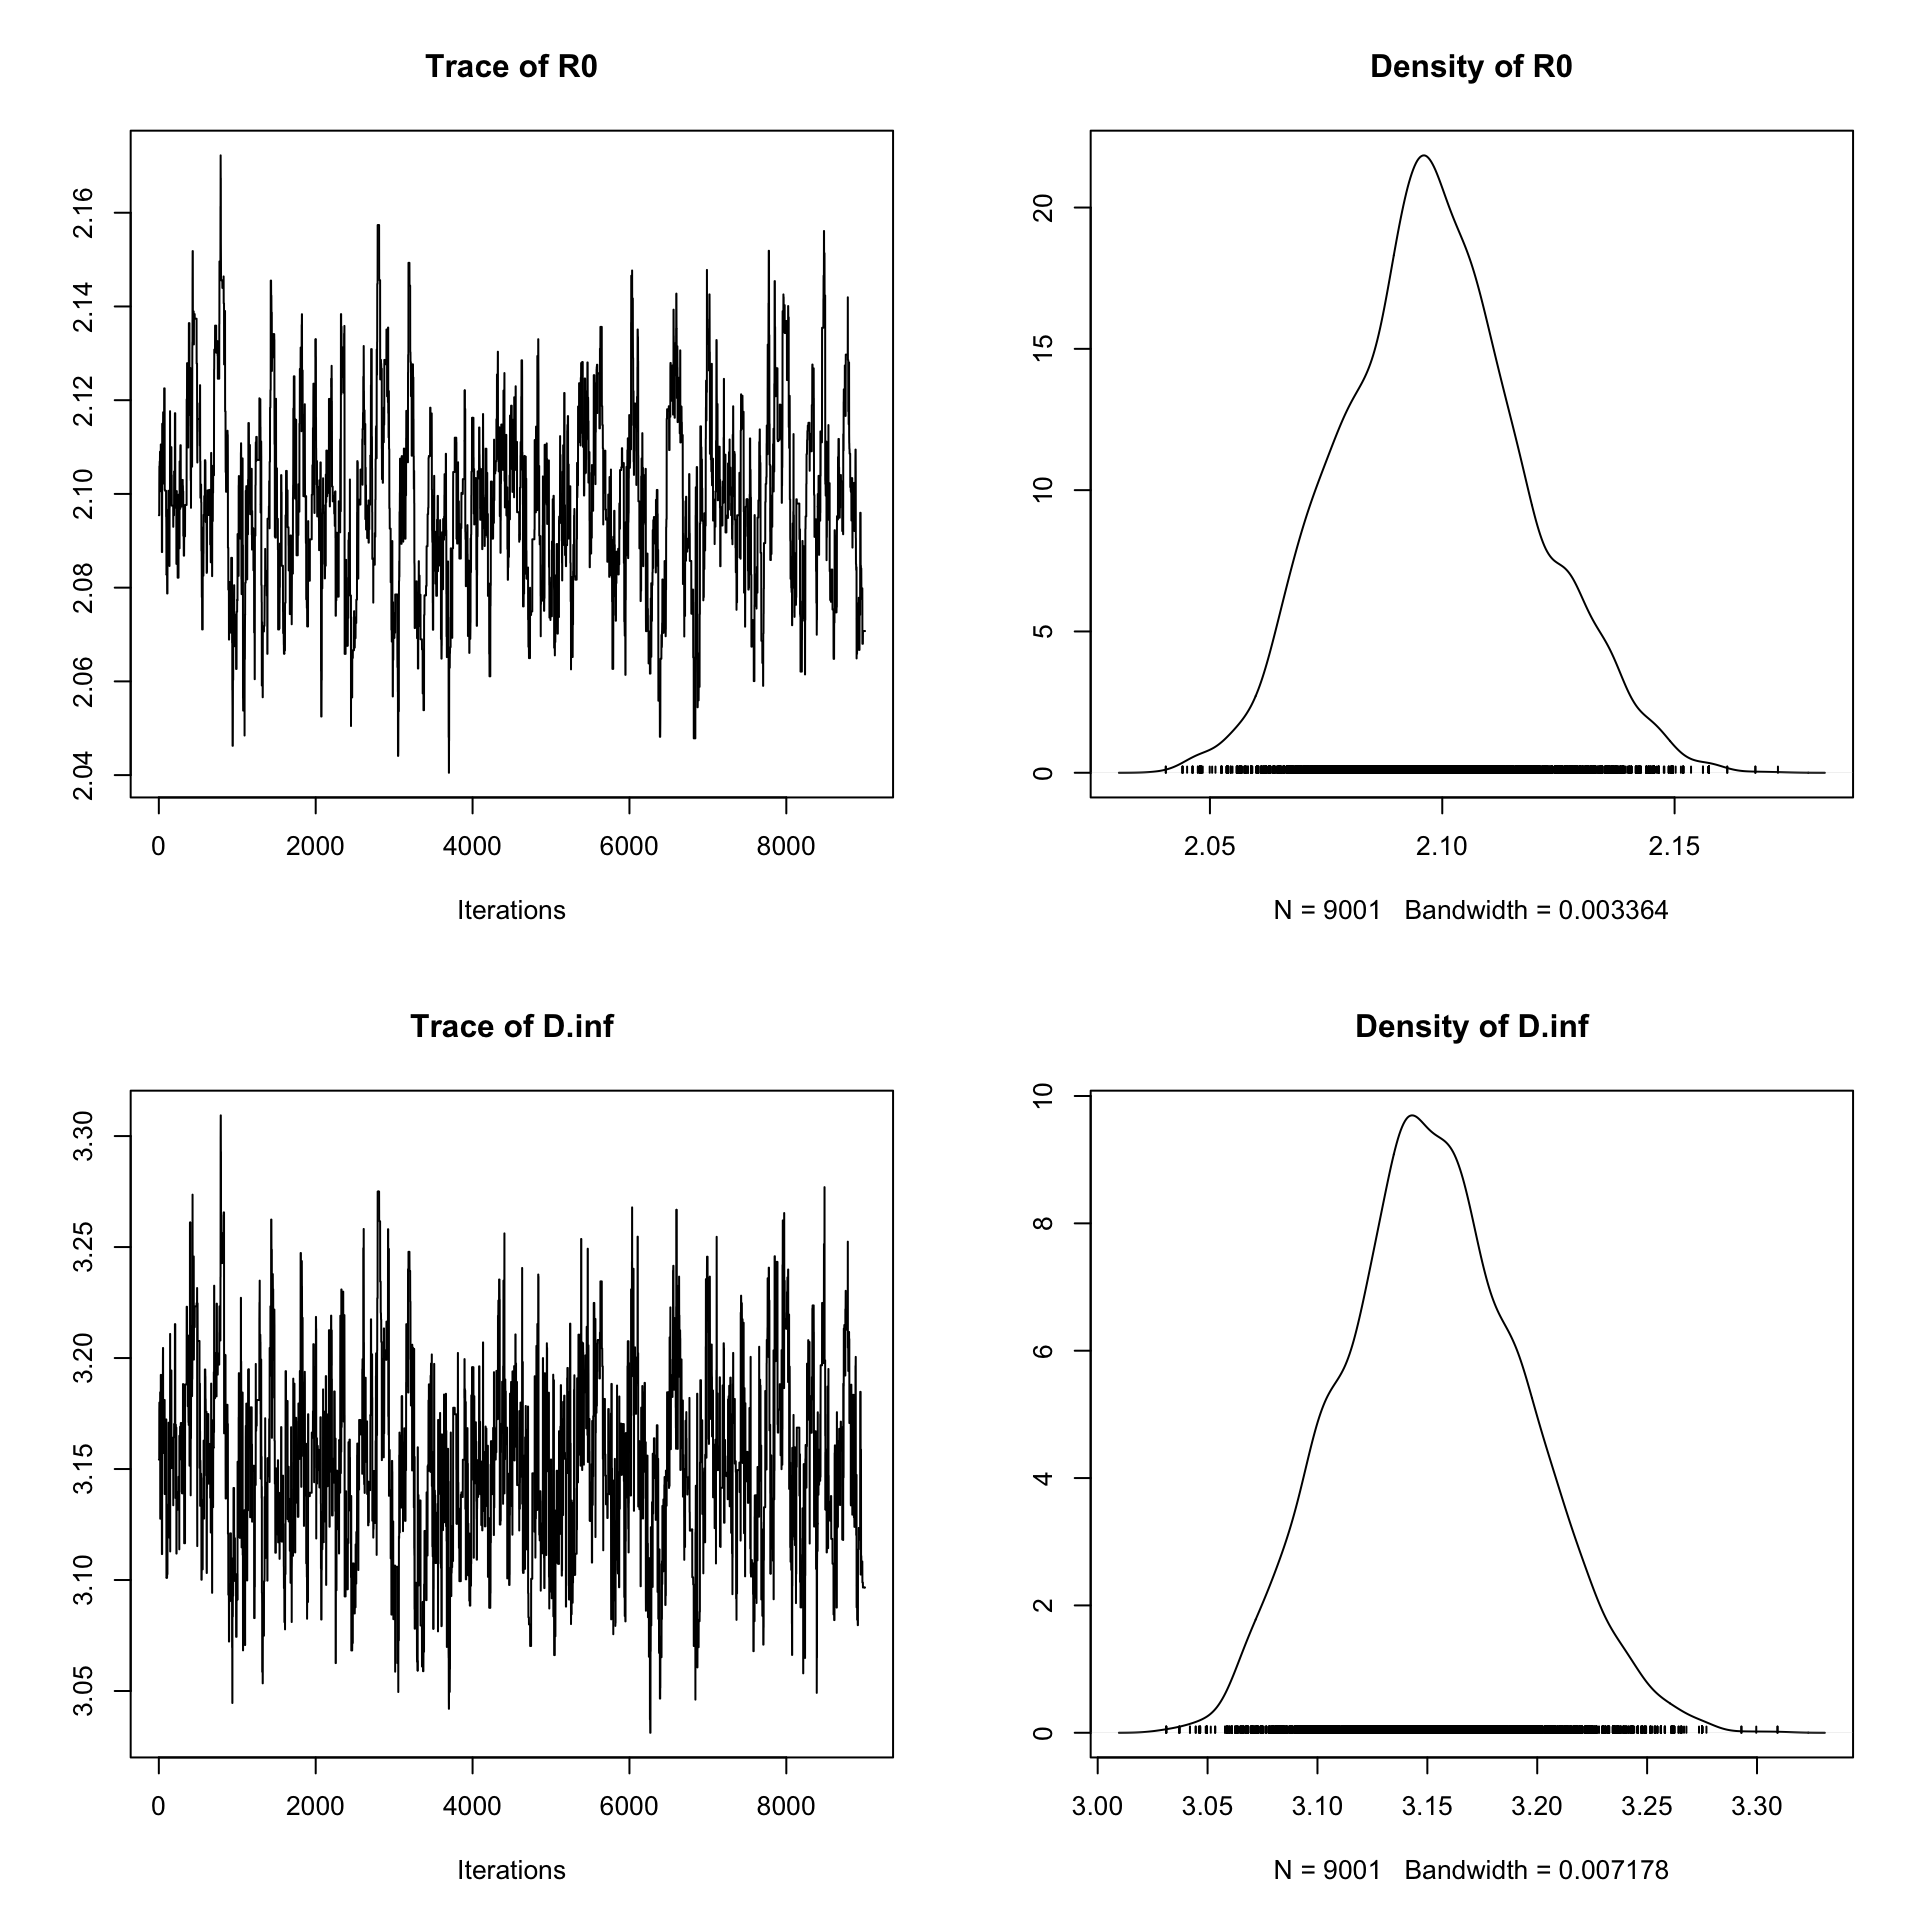 Trace of R0
2.04 2.06 2.08 2.10 2.12 2.14 2.16
0 2000 4000 6000 8000
Iterations
Density of R0
0 5 10 15 20
2.05 2.10 2.15
N = 9001 Bandwidth = 0.003364
Trace of D.inf
3.05 3.10 3.15 3.20 3.25 3.30
0 2000 4000 6000 8000
Iterations
Density of D.inf
0 2 4 6 8 10
3.00 3.05 3.10 3.15 3.20 3.25 3.30
N = 9001 Bandwidth = 0.007178